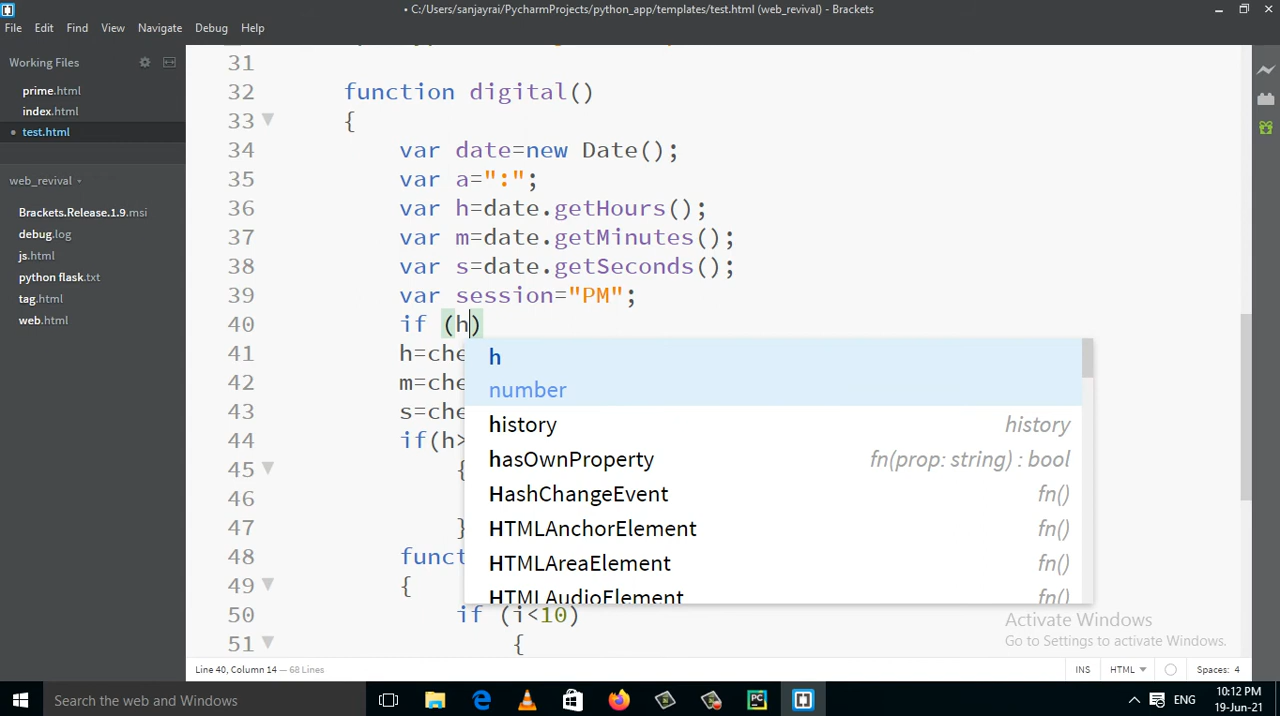 • C:/Users/sanjayrai/PycharmProjects/python_app/templates/test.html (web_revival) - Brackets
File Edit Find View Navigate Debug Help
Working Files
prime.html
index.html
• test.html
web_revival
Brackets.Release.1.9.msi
debug.log
js.html
python flask.txt
tag.html
web.html
31
32 function digital()
33 {
34 var date=new Date();
35 var a=":";
36 var h=date.getHours();
37 var m=date.getMinutes();
38 var s=date.getSeconds();
39 var session="PM";
40 if (h)
41 h=che
42 m=che
43 s=che
44 if(h>
45 {
46
47 }
48 funct
49 {
50 if (i<10)
51 {
h
number
history history
hasOwnProperty fn(prop: string) : bool
HashChangeEvent fn()
HTMLAnchorElement fn()
HTMLAreaElement fn()
HTMLAudioElement fn()
Activate Windows
Go to Settings to activate Windows.
Line 40, Column 14 — 68 Lines
INS HTML Spaces: 4
Search the web and Windows
ENG
10:12 PM
19-Jun-21